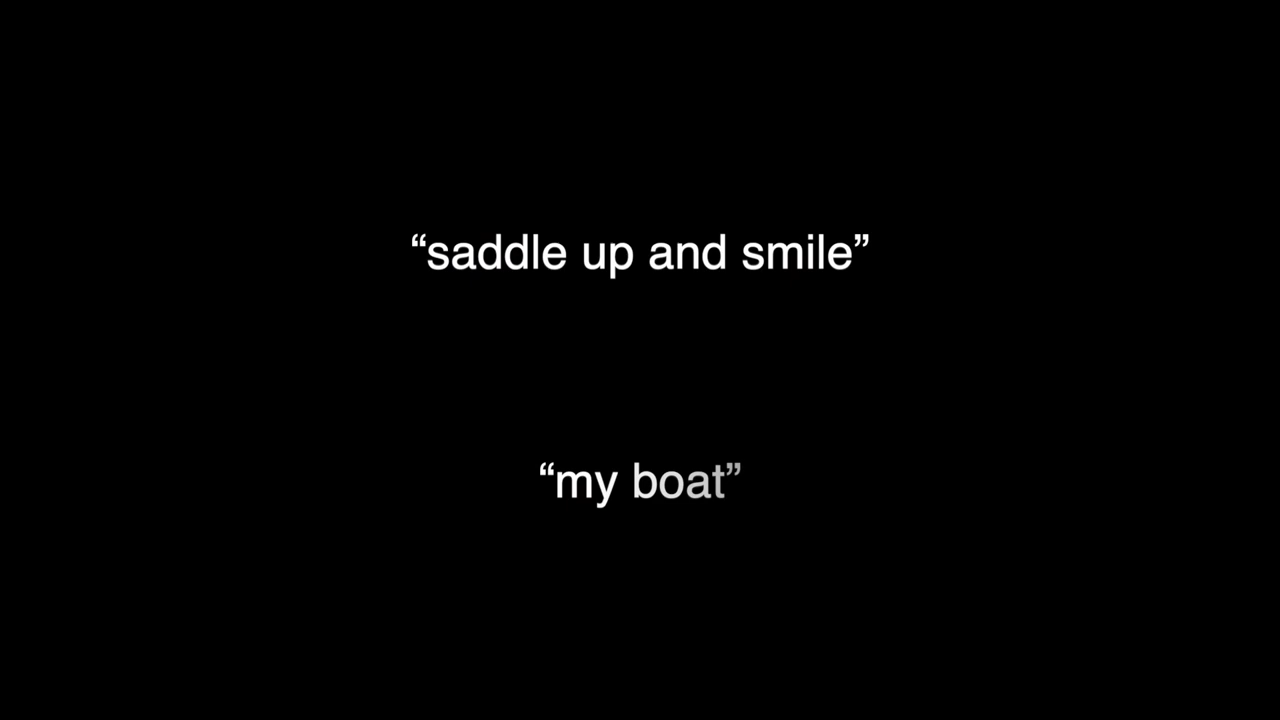 “saddle up and smile”
“my boat”